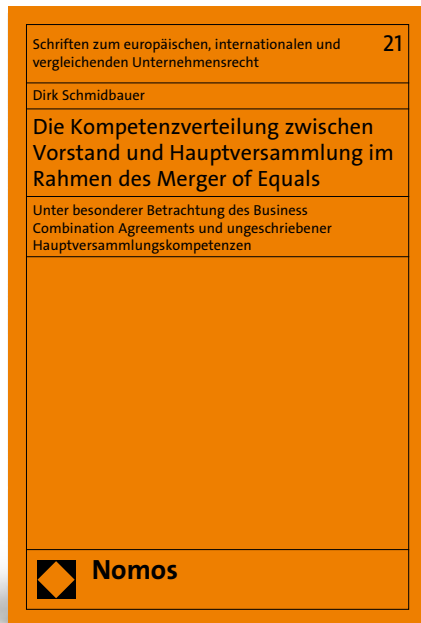 Schriften zum europäischen, internationalen und
vergleichenden Unternehmensrecht
21
Dirk Schmidbauer
Die Kompetenzverteilung zwischen
Vorstand und Hauptversammlung im
Rahmen des Merger of Equals
Unter besonderer Betrachtung des Business
Combination Agreements und ungeschriebener
Hauptversammlungskompetenzen
Nomos